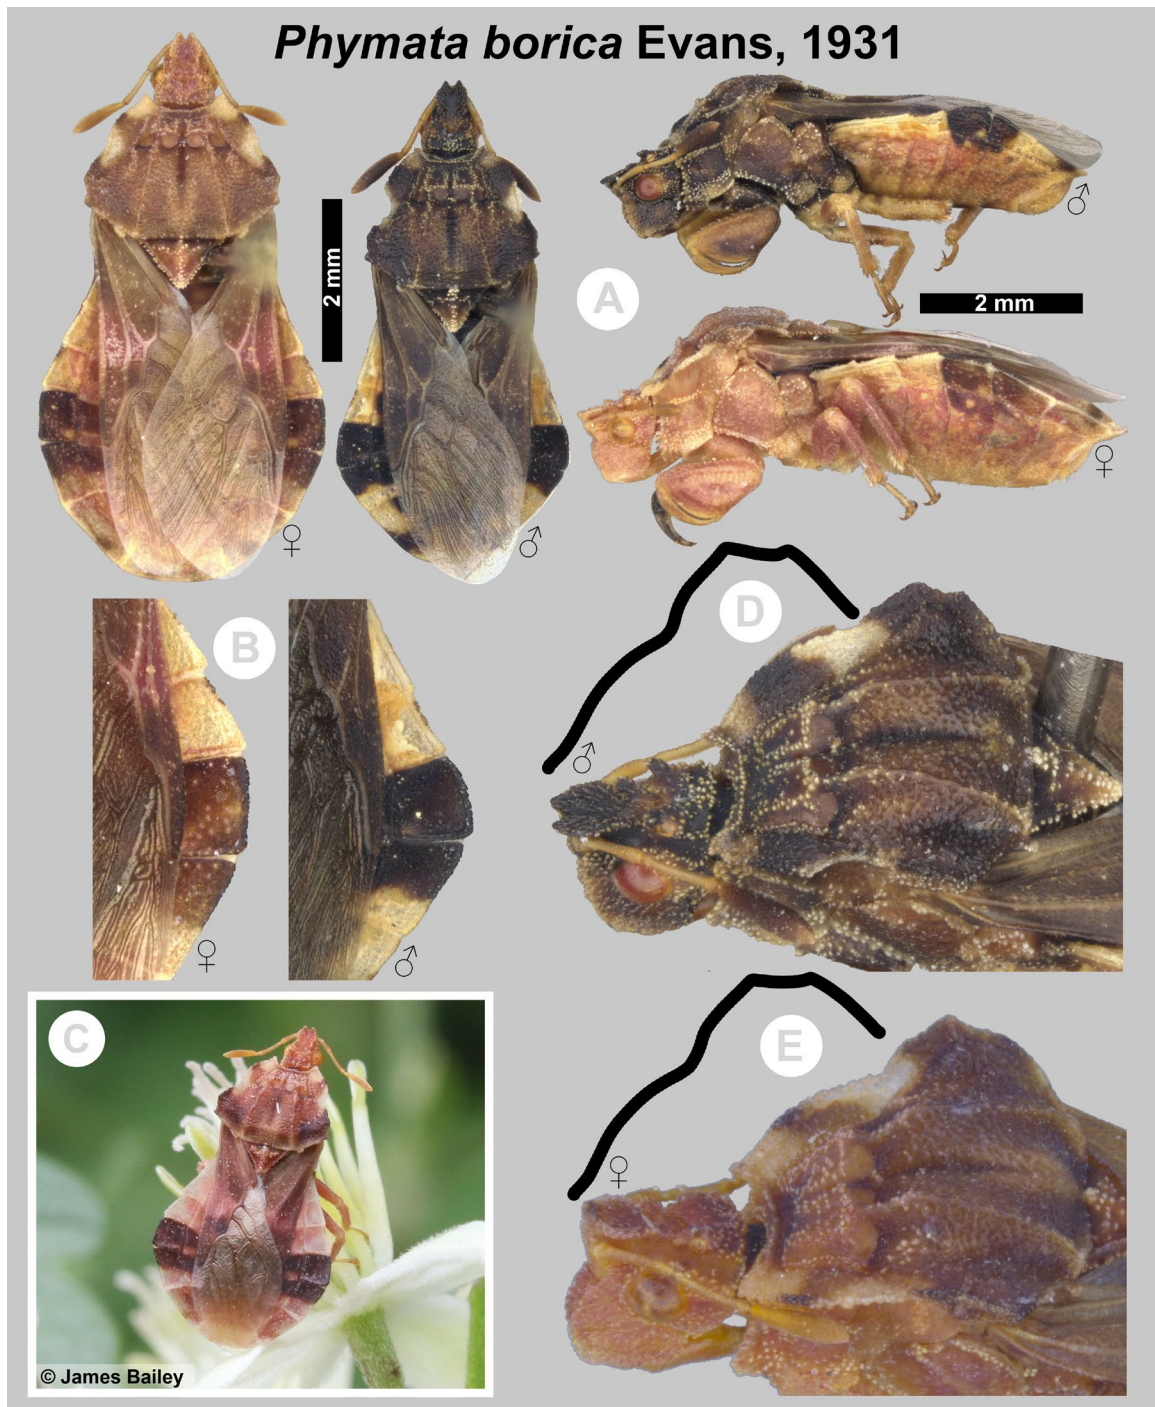 Phymata borica Evans, 1931
♂
2 mm
A
2 mm
♀
♀
♂
B
D
♂
♀
♂
C
E
♀
© James Bailey